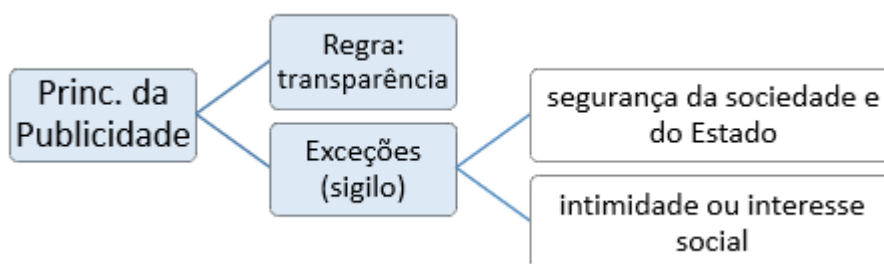 Princ. da
Publicidade
Regra:
transparência
Exceções
(sigilo)
segurança da sociedade e
do Estado
intimidade ou interesse
social